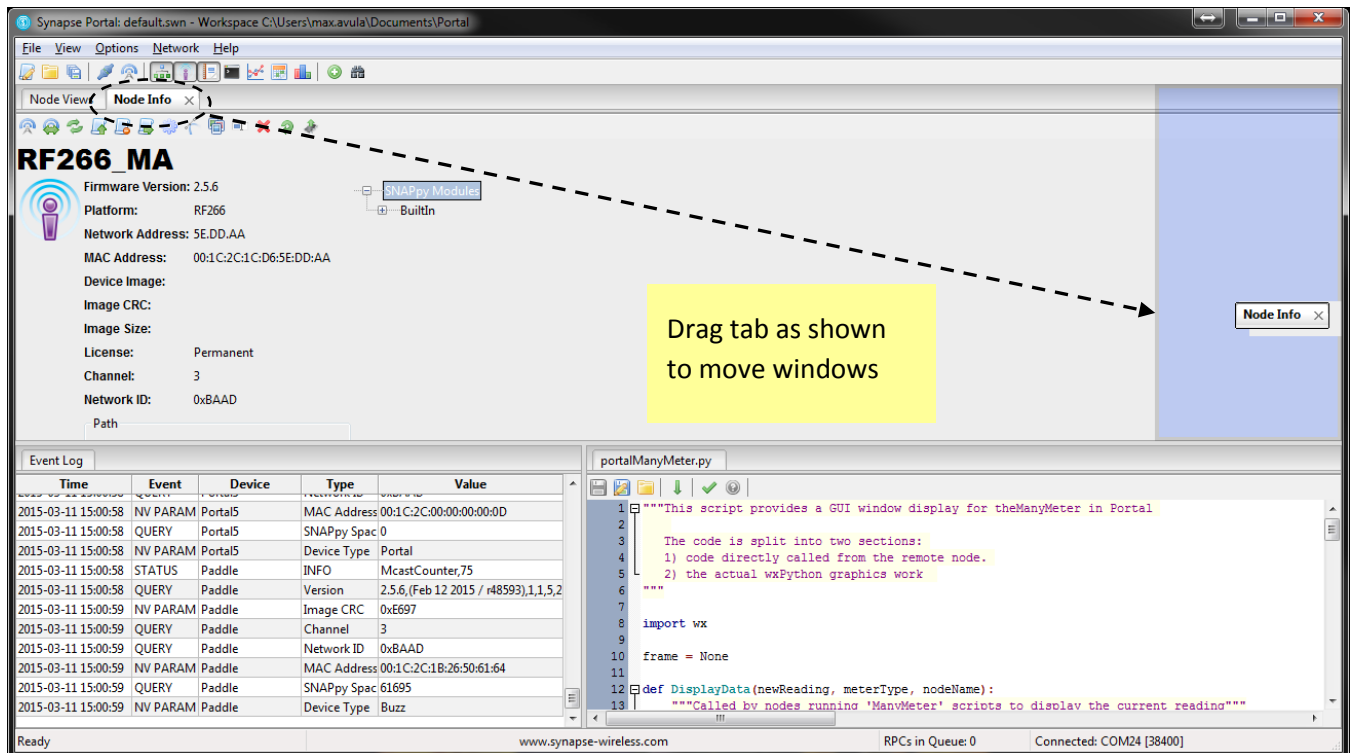 Synapse Portal: default.swn - Workspace C:\Users\max.avula\Documents\Portal
File View Options Network Help
Node View Node Info
RF266_MA
Firmware Version: 2.5.6
Platform: RF266
Network Address: 5E.DD.AA
MAC Address: 00:1C:2C:1C:D6:5E:DD:AA
Device Image:
Image CRC:
Image Size:
License: Permanent
Channel: 3
Network ID: 0xBAAD
Path
SNAPpy Modules
BuiltIn
Drag tab as shown
to move windows
Node Info
Event Log
Time Event Device Type Value
2015-03-11 15:00:58 QUERY Portal5 Network ID 0xBAAD
2015-03-11 15:00:58 NV PARAM Portal5 MAC Address 00:1C:2C:00:00:00:00:0D
2015-03-11 15:00:58 QUERY Portal5 SNAPpy Spac 0
2015-03-11 15:00:58 NV PARAM Portal5 Device Type Portal
2015-03-11 15:00:58 STATUS Paddle INFO McastCounter,75
2015-03-11 15:00:58 QUERY Paddle Version 2.5.6,(Feb 12 2015 / r48593),1,1,5,2
2015-03-11 15:00:59 NV PARAM Paddle Image CRC 0xE697
2015-03-11 15:00:59 QUERY Paddle Channel 3
2015-03-11 15:00:59 QUERY Paddle Network ID 0xBAAD
2015-03-11 15:00:59 NV PARAM Paddle MAC Address 00:1C:2C:1B:26:50:61:64
2015-03-11 15:00:59 QUERY Paddle SNAPpy Spac 61695
2015-03-11 15:00:59 NV PARAM Paddle Device Type Buzz
portalManyMeter.py
1 """This script provides a GUI window display for theManyMeter in Portal
2
3 The code is split into two sections:
4 1) code directly called from the remote node.
5 2) the actual wxPython graphics work
6 """
7
8 import wx
9
10 frame = None
11
12 def DisplayData(newReading, meterType, nodeName):
13 """Called by nodes running 'ManyMeter' scripts to display the current reading"""
Ready www.synapse-wireless.com RPCs in Queue: 0 Connected: COM24 [38400]